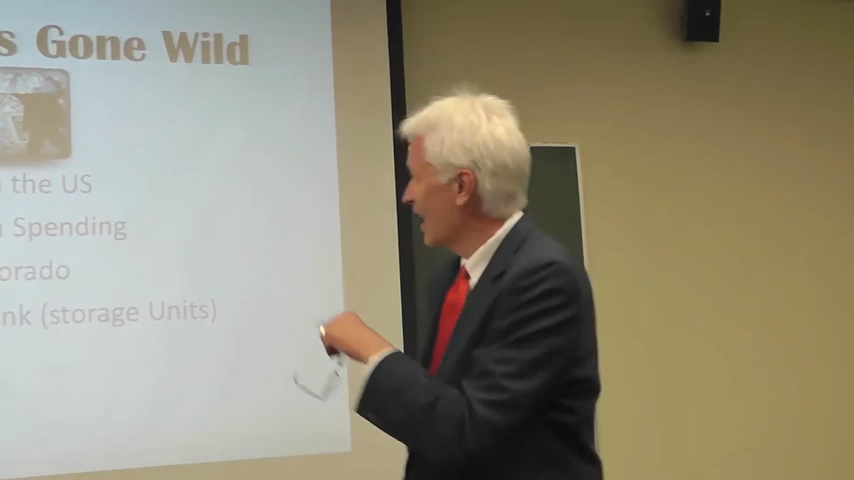 s Gone Wild
the US
Spending
orado
nk (storage Units)